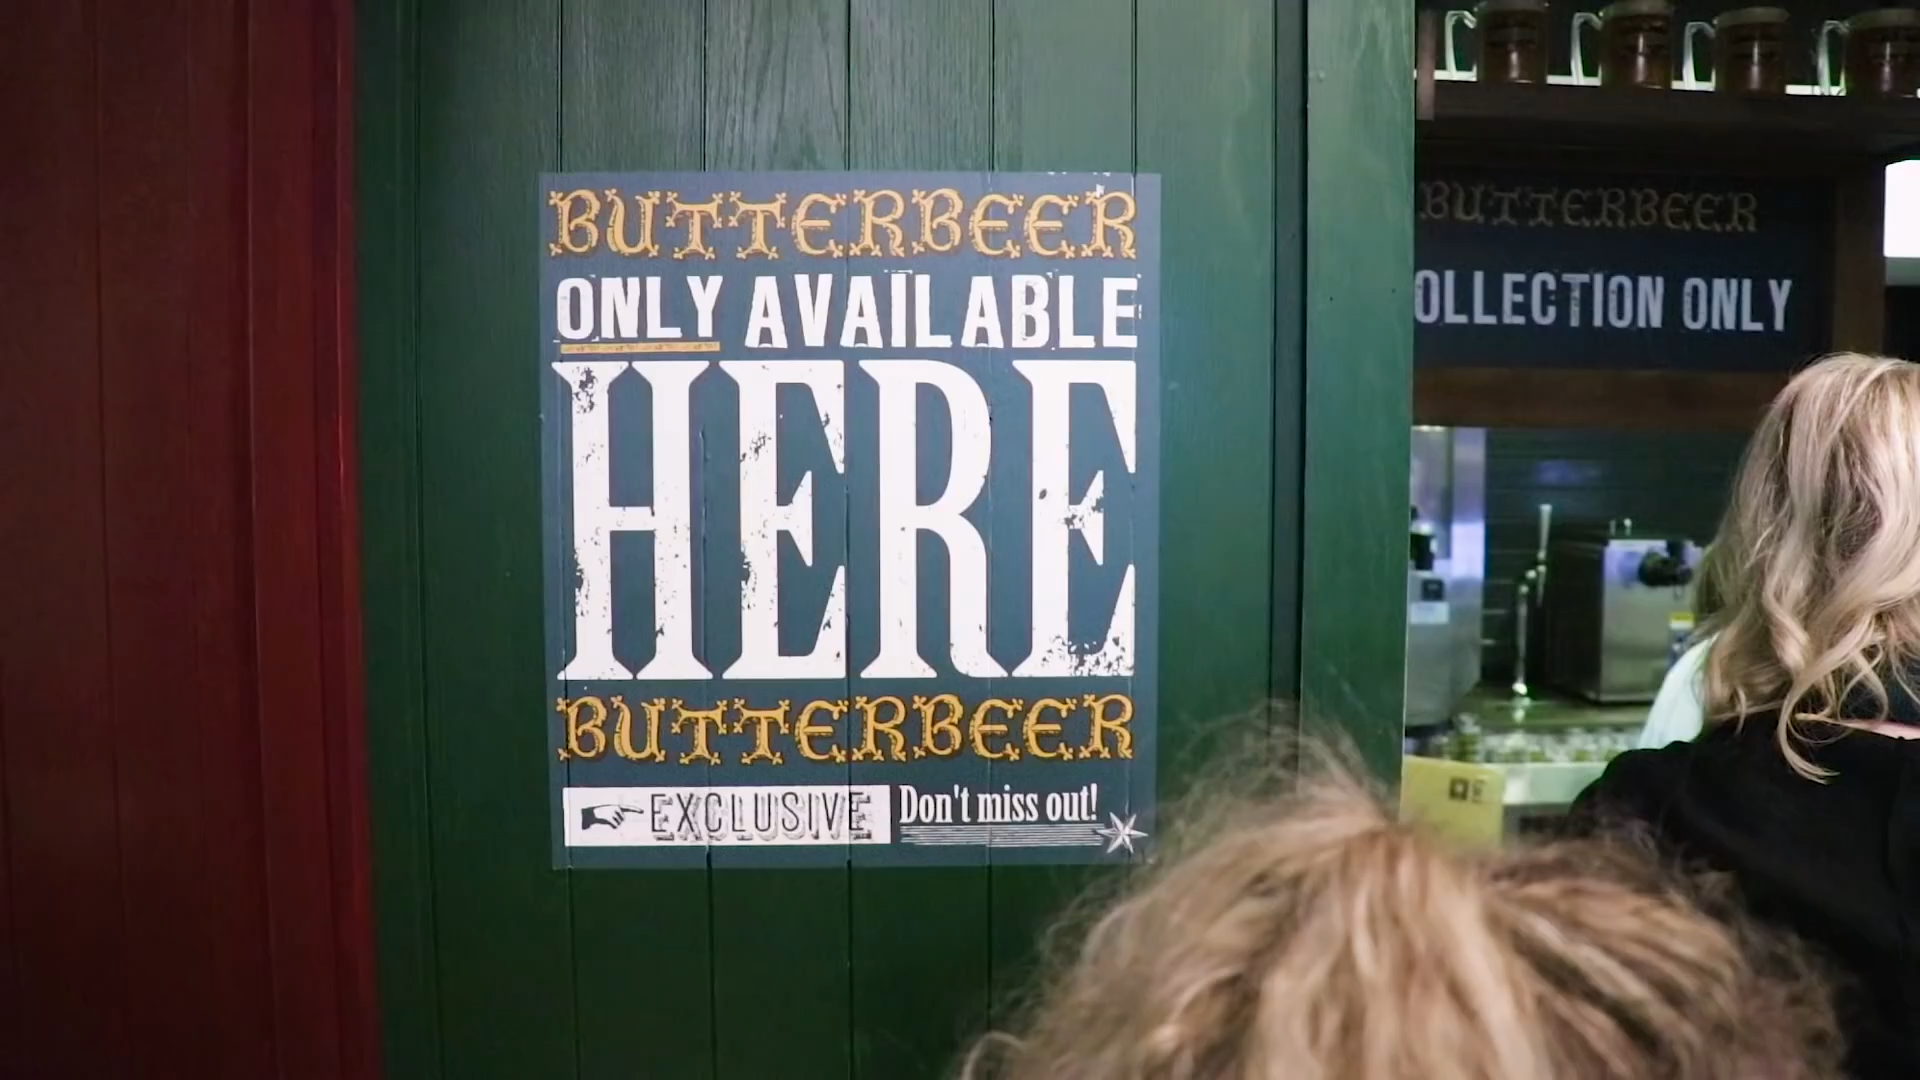 BUTTERBEER
ONLY AVAILABLE
HERE
BUTTERBEER
EXCLUSIVE Don't miss out!
BUTTERBEER
OLLECTION ONLY